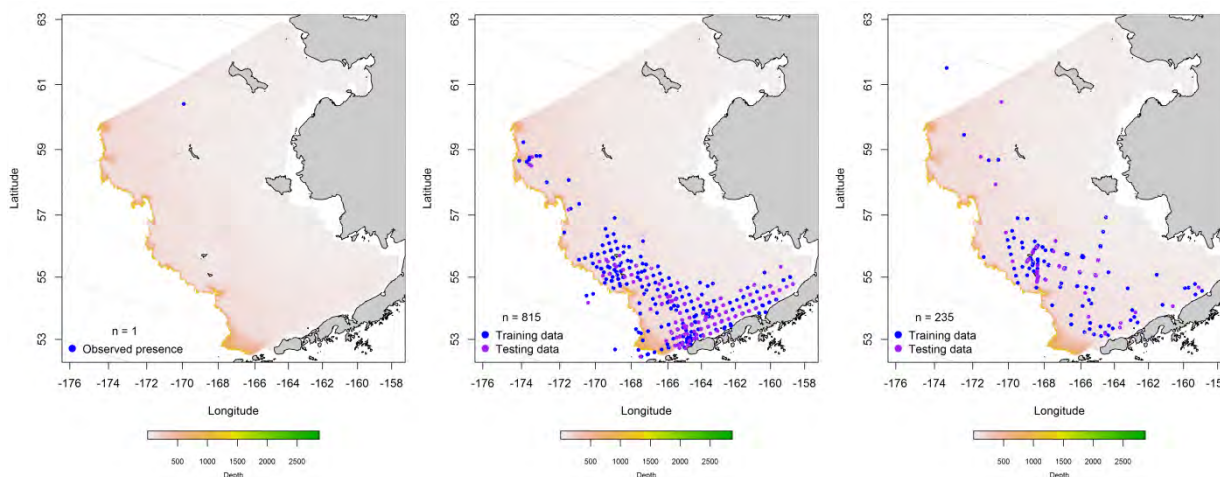 63
61
59
57
55
53
Latitude
n = 1
Observed presence
-176 -174 -172 -170 -168 -166 -164 -162 -160 -158
Longitude
500 1000 1500 2000 2500
Depth
63
61
59
57
55
53
Latitude
n = 815
Training data
Testing data
-176 -174 -172 -170 -168 -166 -164 -162 -160 -158
Longitude
500 1000 1500 2000 2500
Depth
63
61
59
57
55
53
Latitude
n = 235
Training data
Testing data
-176 -174 -172 -170 -168 -166 -164 -162 -160 -15
Longitude
500 1000 1500 2000 2500
Depth